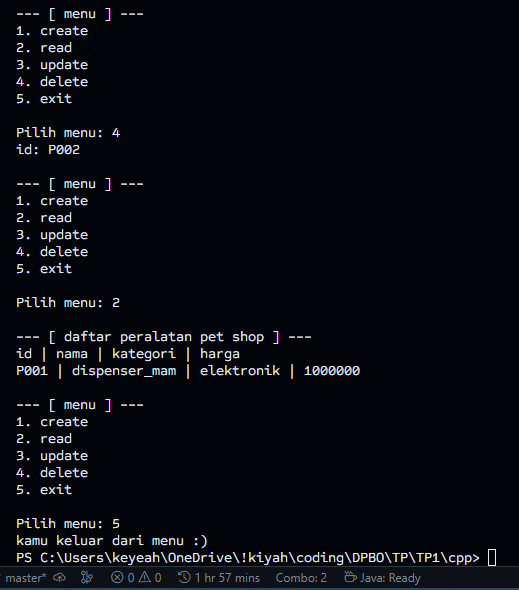 --- [ menu ] ---
1. create
2. read
3. update
4. delete
5. exit
Pilih menu: 4
id: P002
--- [ menu ] ---
1. create
2. read
3. update
4. delete
5. exit
Pilih menu: 2
--- [ daftar peralatan pet shop ] ---
id | nama | kategori | harga
P001 | dispenser_mam | elektronik | 1000000
--- [ menu ] ---
1. create
2. read
3. update
4. delete
5. exit
Pilih menu: 5
kamu keluar dari menu :)
PS C:\Users\keyeah\OneDrive\!kiyah\coding\DPBO\TP\TP1\cpp>
master* 0 0 1 hr 57 mins Combo: 2 Java: Ready